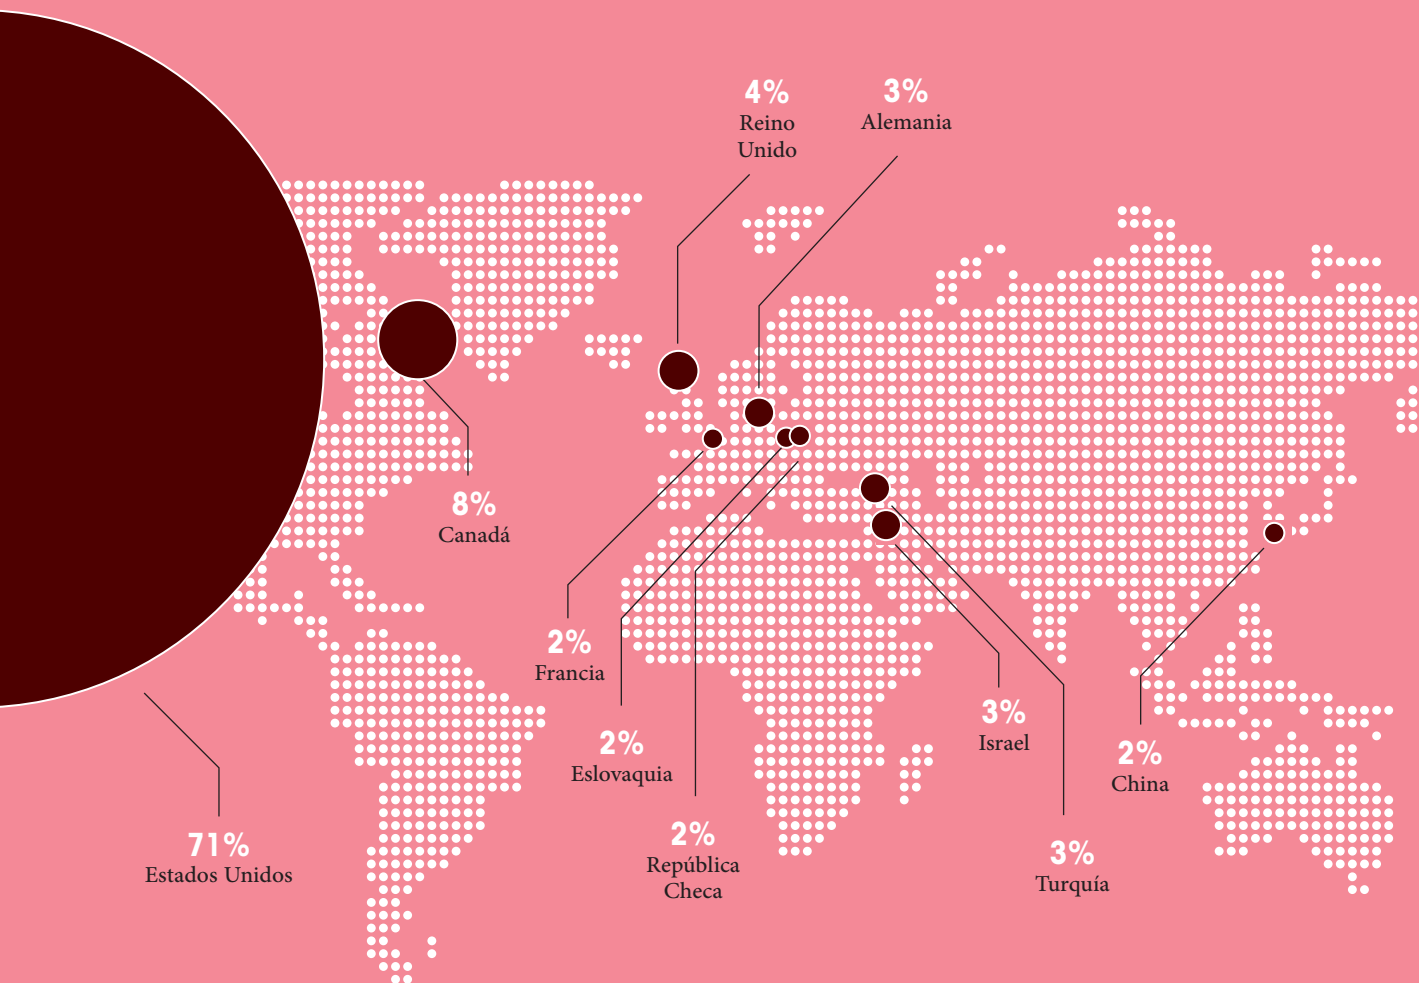 4%
Reino
Unido
3%
Alemania
8%
Canadá
2%
Francia
2%
Eslovaquia
2%
República
Checa
3%
Israel
3%
Turquía
2%
China
71%
Estados Unidos